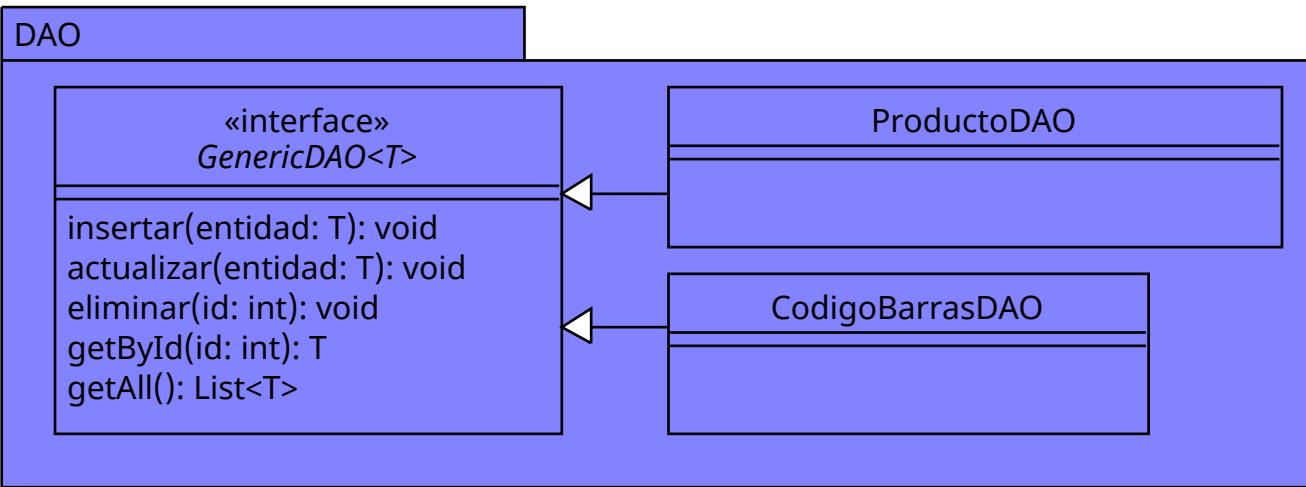 DAO
«interface»
GenericDAO<T>
insertar(entidad: T): void
actualizar(entidad: T): void
eliminar(id: int): void
getById(id: int): T
getAll(): List<T>
ProductoDAO
CodigoBarrasDAO